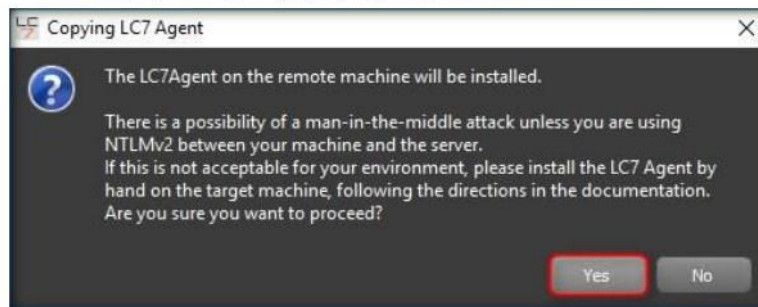 Copying LC7 Agent
The LC7Agent on the remote machine will be installed.
There is a possibility of a man-in-the-middle attack unless you are using
NTLMv2 between your machine and the server.
If this is not acceptable for your environment, please install the LC7 Agent by
hand on the target machine, following the directions in the documentation.
Are you sure you want to proceed?
Yes No